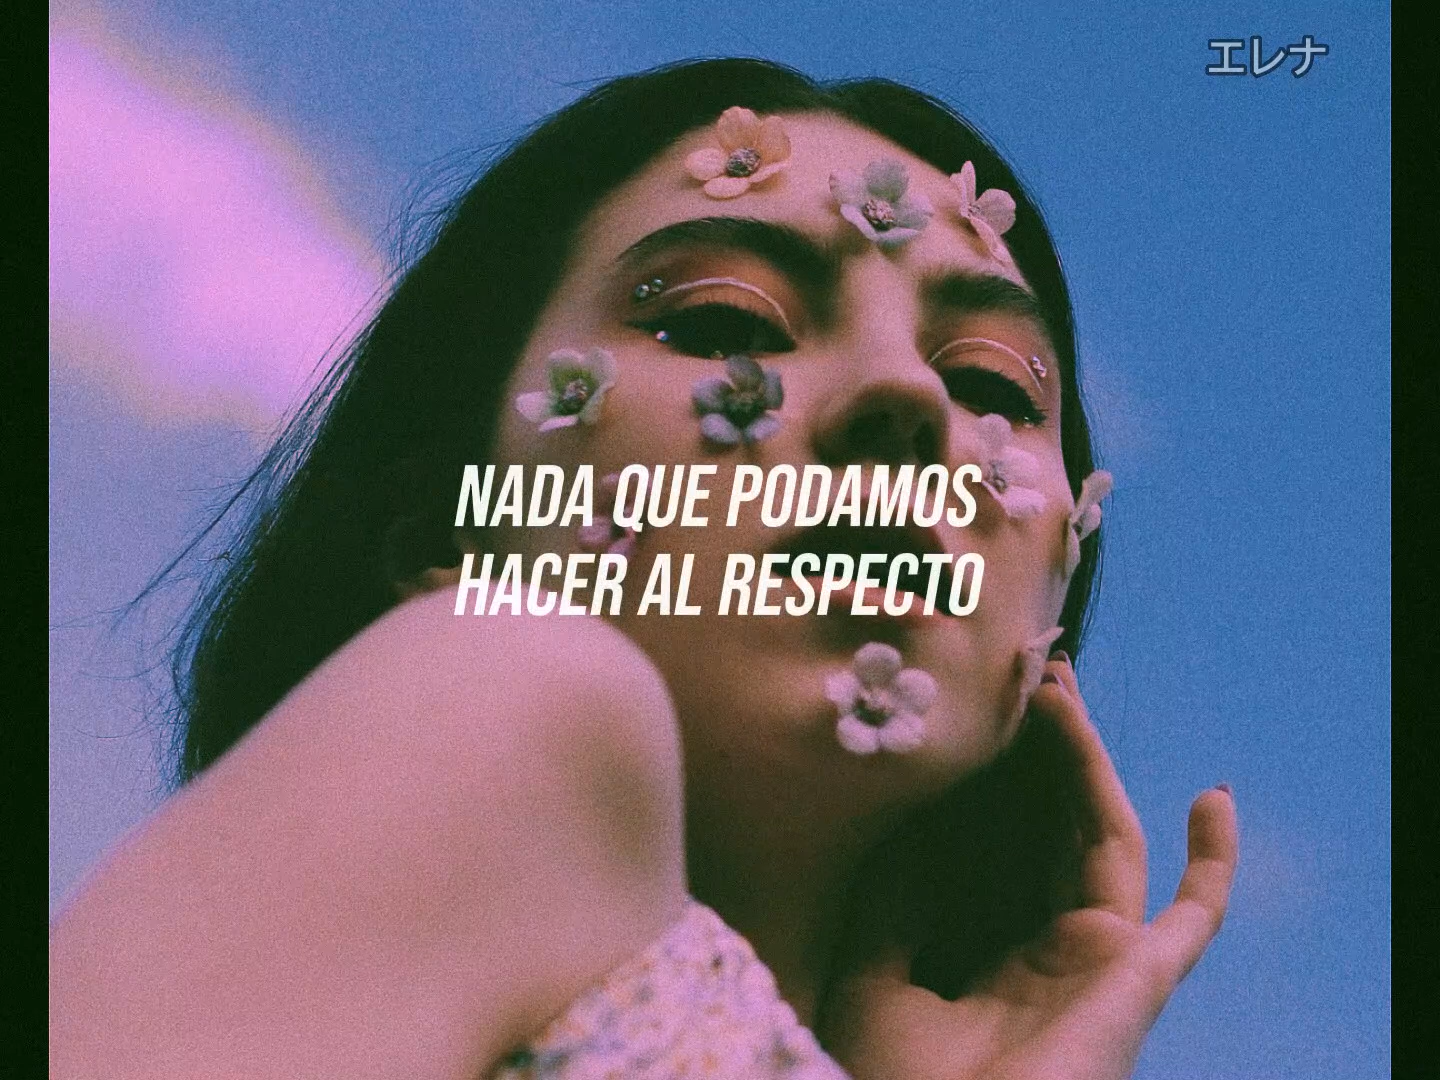 エレナ
NADA QUE PODAMOS
HACER AL RESPECTO